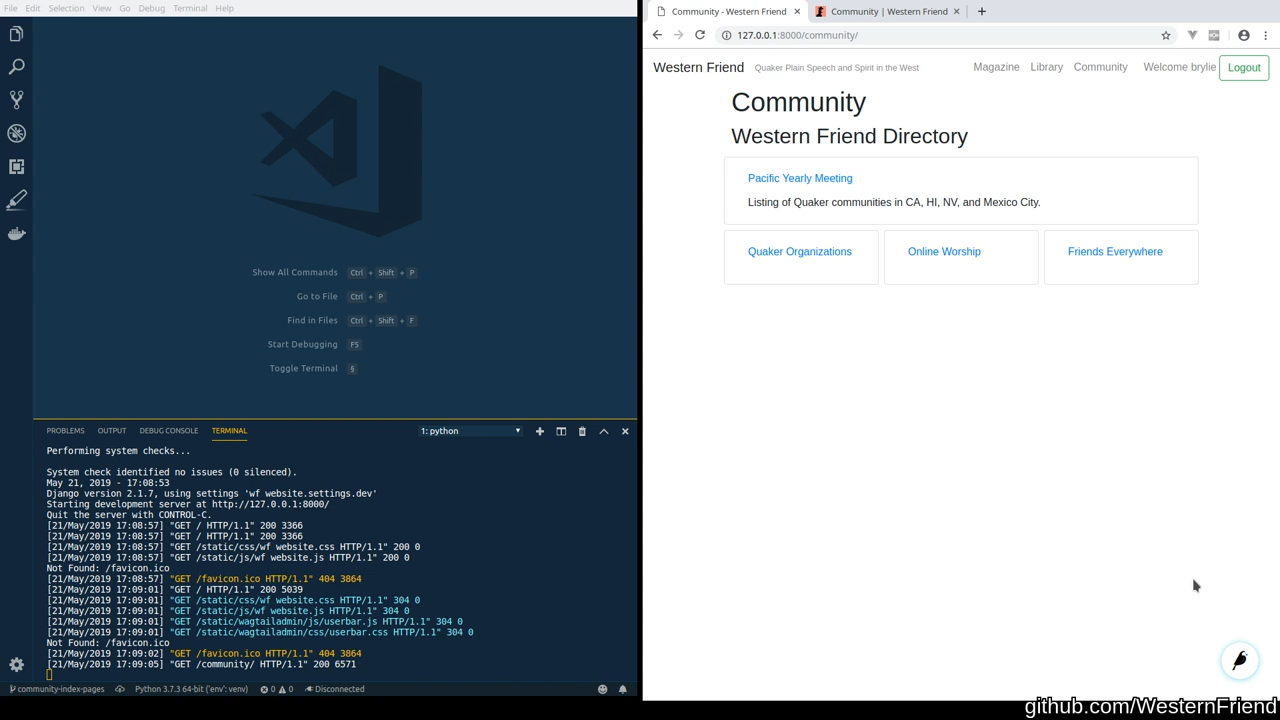 File Edit Selection View Go Debug Terminal Help
Show All Commands Ctrl + Shift + P
Go to File Ctrl + P
Find in Files Ctrl + Shift + F
Start Debugging F5
Toggle Terminal §
PROBLEMS OUTPUT DEBUG CONSOLE TERMINAL 1: python
Performing system checks...
System check identified no issues (0 silenced).
May 21, 2019 - 17:08:53
Django version 2.1.7, using settings 'wf_website.settings.dev'
Starting development server at http://127.0.0.1:8000/
Quit the server with CONTROL-C.
[21/May/2019 17:08:57] "GET / HTTP/1.1" 200 3366
[21/May/2019 17:08:57] "GET / HTTP/1.1" 200 3366
[21/May/2019 17:08:57] "GET /static/css/wf_website.css HTTP/1.1" 200 0
[21/May/2019 17:08:57] "GET /static/js/wf_website.js HTTP/1.1" 200 0
Not Found: /favicon.ico
[21/May/2019 17:08:57] "GET /favicon.ico HTTP/1.1" 404 3864
[21/May/2019 17:09:01] "GET / HTTP/1.1" 200 5039
[21/May/2019 17:09:01] "GET /static/css/wf_website.css HTTP/1.1" 304 0
[21/May/2019 17:09:01] "GET /static/js/wf_website.js HTTP/1.1" 304 0
[21/May/2019 17:09:01] "GET /static/wagtailadmin/js/userbar.js HTTP/1.1" 304 0
[21/May/2019 17:09:01] "GET /static/wagtailadmin/css/userbar.css HTTP/1.1" 304 0
Not Found: /favicon.ico
[21/May/2019 17:09:02] "GET /favicon.ico HTTP/1.1" 404 3864
[21/May/2019 17:09:05] "GET /community/ HTTP/1.1" 200 6571
community-index-pages Python 3.7.3 64-bit ('env': venv) 0 0 Disconnected
Community - Western Friend Community | Western Friend
127.0.0.1:8000/community/
Western Friend Quaker Plain Speech and Spirit in the West Magazine Library Community Welcome brylie Logout
Community
Western Friend Directory
Pacific Yearly Meeting
Listing of Quaker communities in CA, HI, NV, and Mexico City.
Quaker Organizations Online Worship Friends Everywhere
github.com/WesternFriend